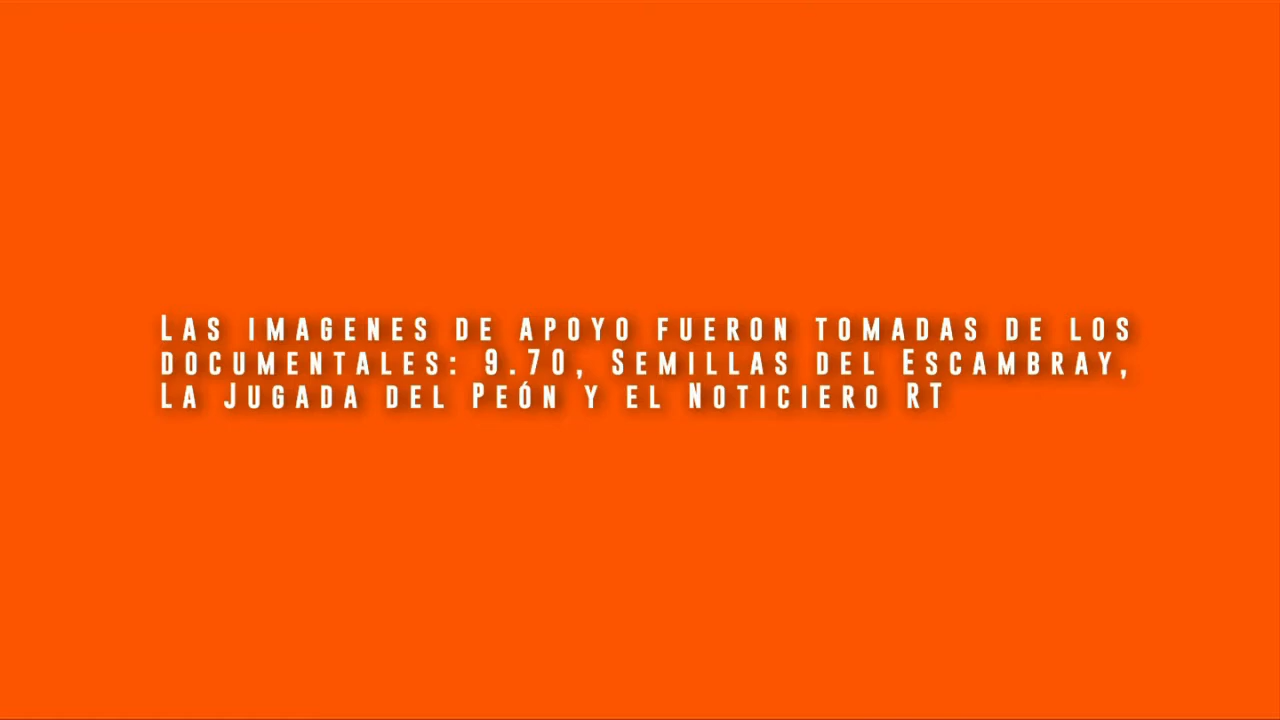 Las imagenes de apoyo fueron tomadas de los
documentales: 9.70, Semillas del Escambray,
La Jugada del Peón y el Noticiero RT